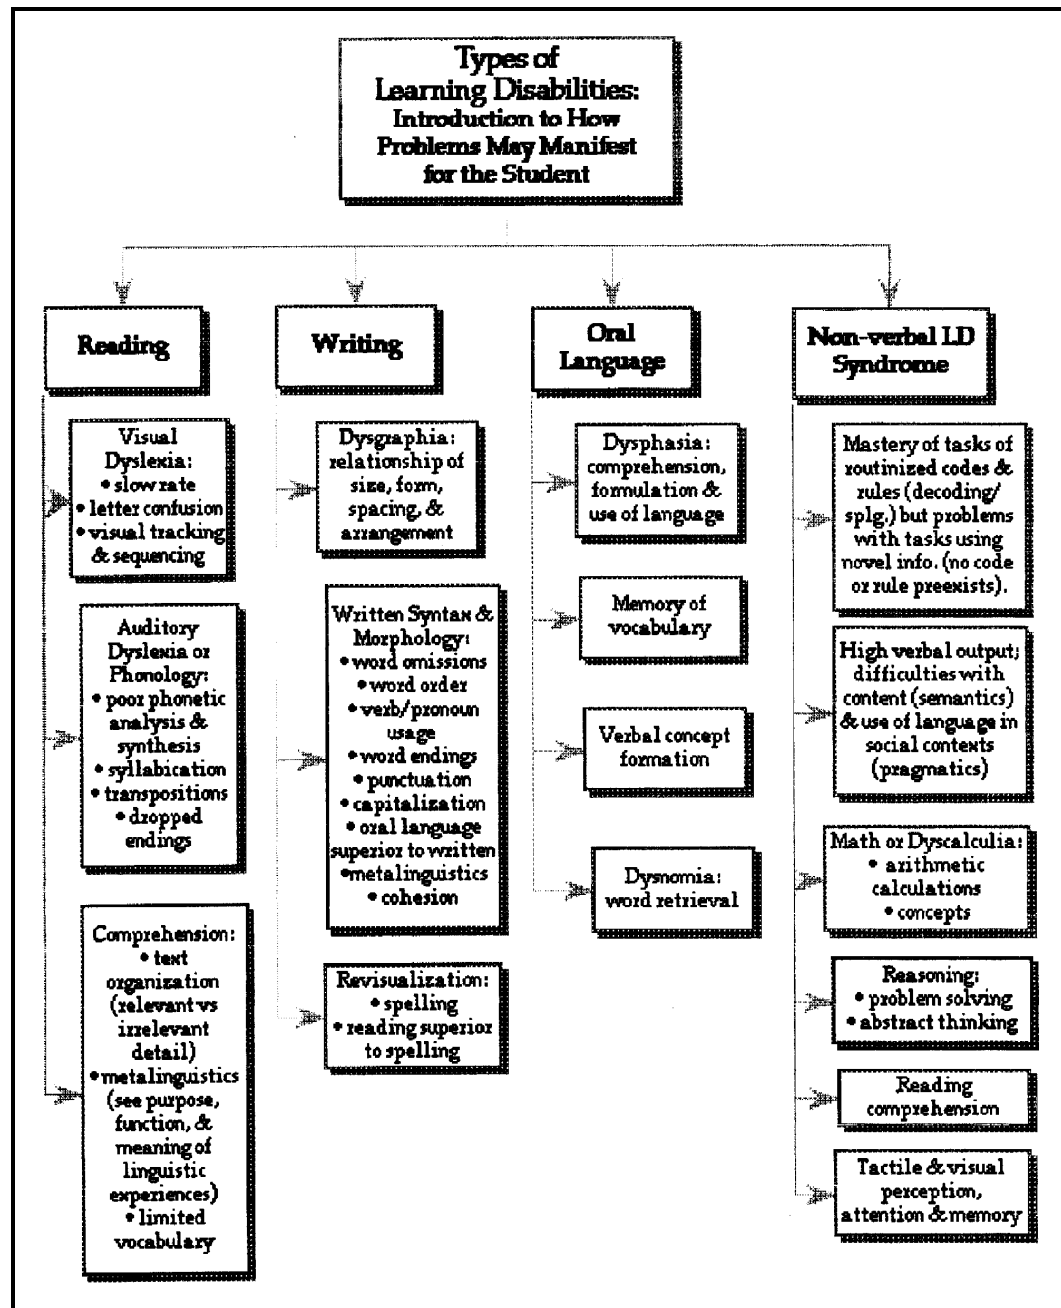 Types of
Learning Disabilities:
Introduction to How
Problems May Manifest
for the Student
Reading
Visual
Dyslexia:
• slow rate
• letter confusion
• visual tracking
& sequencing
Auditory
Dyslexia or
Phonology:
• poor phonetic
analysis &
synthesis
• syllabication
• transpositions
• dropped
endings
Comprehension:
• text
organization
(relevant vs
irrelevant
detail)
• metalinguistics
(see purpose,
function, &
meaning of
linguistic
experiences)
• limited
vocabulary
Writing
Dysgraphia:
relationship of
size, form,
spacing, &
arrangement
Written Syntax &
Morphology:
• word omissions
• word order
• verb/pronoun
usage
• word endings
• punctuation
• capitalization
• oral language
superior to written
• metalinguistics
• cohesion
Revisualization:
• spelling
• reading superior
to spelling
Oral
Language
Dysphasia:
comprehension,
formulation &
use of language
Memory of
vocabulary
Verbal concept
formation
Dysnomia:
word retrieval
Non-verbal LD
Syndrome
Mastery of tasks of
routinized codes &
rules (decoding/
splg.) but problems
with tasks using
novel info. (no code
or rule preexists).
High verbal output;
difficulties with
content (semantics)
& use of language in
social contexts
(pragmatics)
Math or Dyscalculia:
• arithmetic
calculations
• concepts
Reasoning:
• problem solving
• abstract thinking
Reading
comprehension
Tactile & visual
perception,
attention & memory